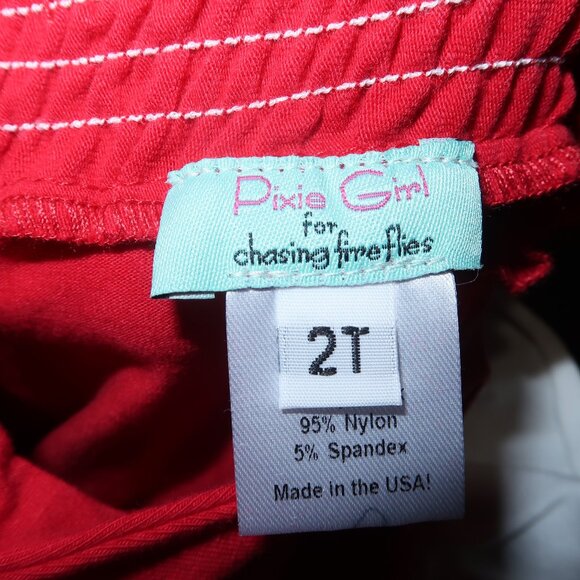 Pixie Girl
for
chasing fireflies
2T
95% Nylon
5% Spandex
Made in the USA!